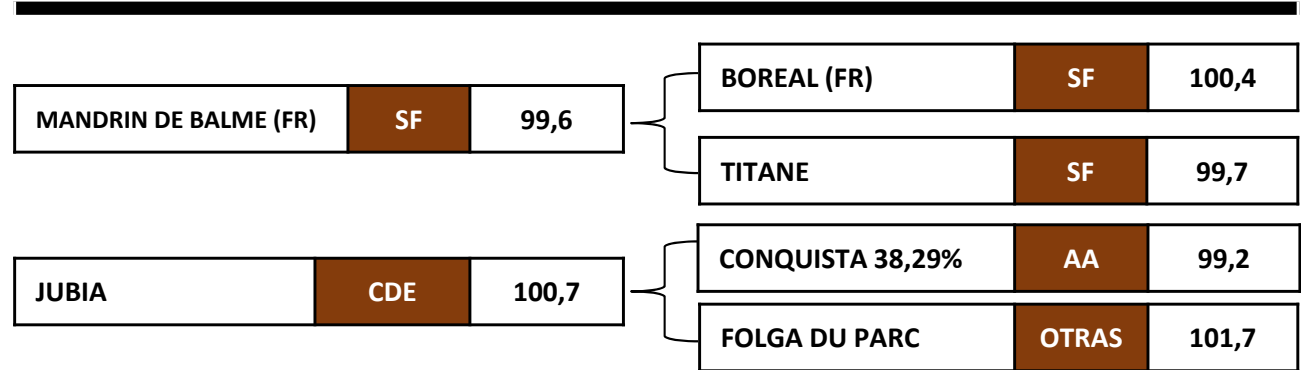 BOREAL (FR) SF 100,4
MANDRIN DE BALME (FR) SF 99,6
TITANE SF 99,7
CONQUISTA 38,29% AA 99,2
JUBIA CDE 100,7
FOLGA DU PARC OTRAS 101,7